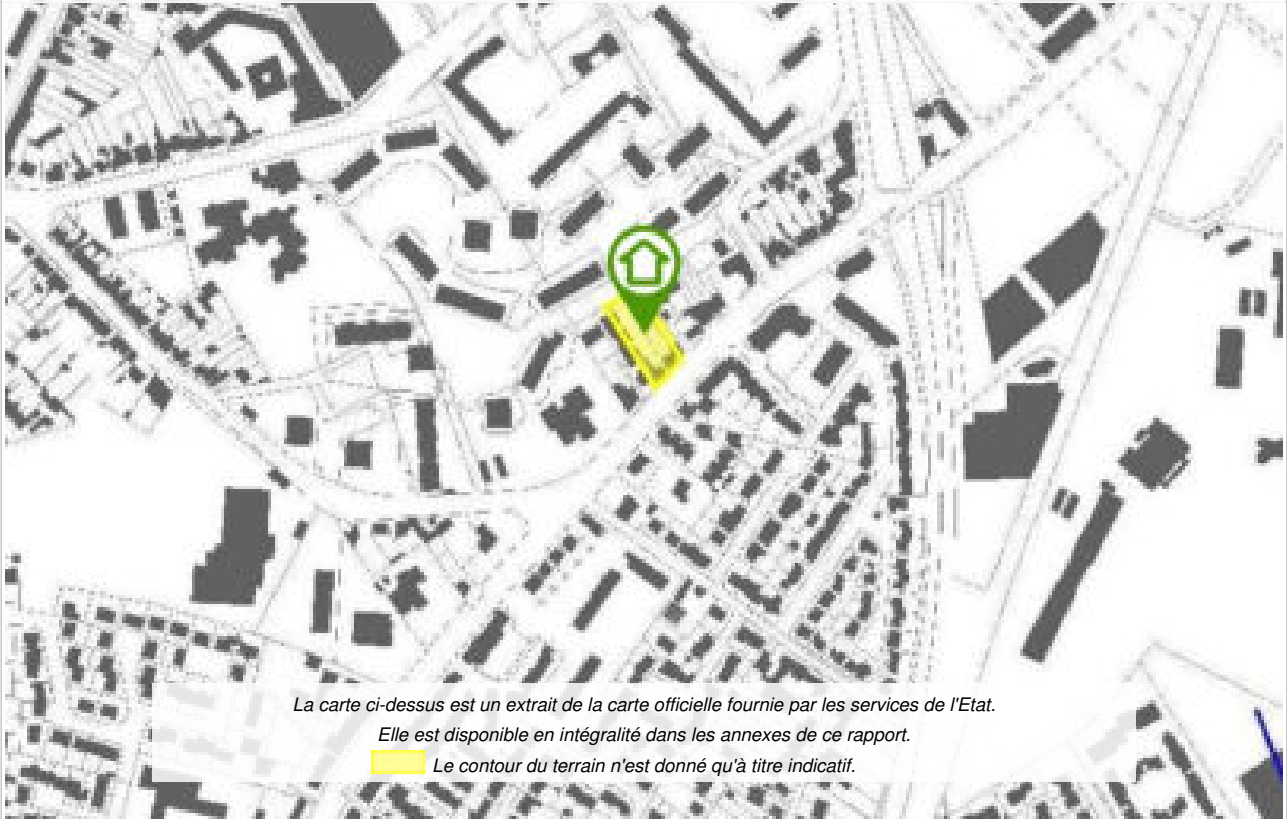 La carte ci-dessus est un extrait de la carte officielle fournie par les services de l'Etat.
Elle est disponible en intégralité dans les annexes de ce rapport.
Le contour du terrain n'est donné qu'à titre indicatif.